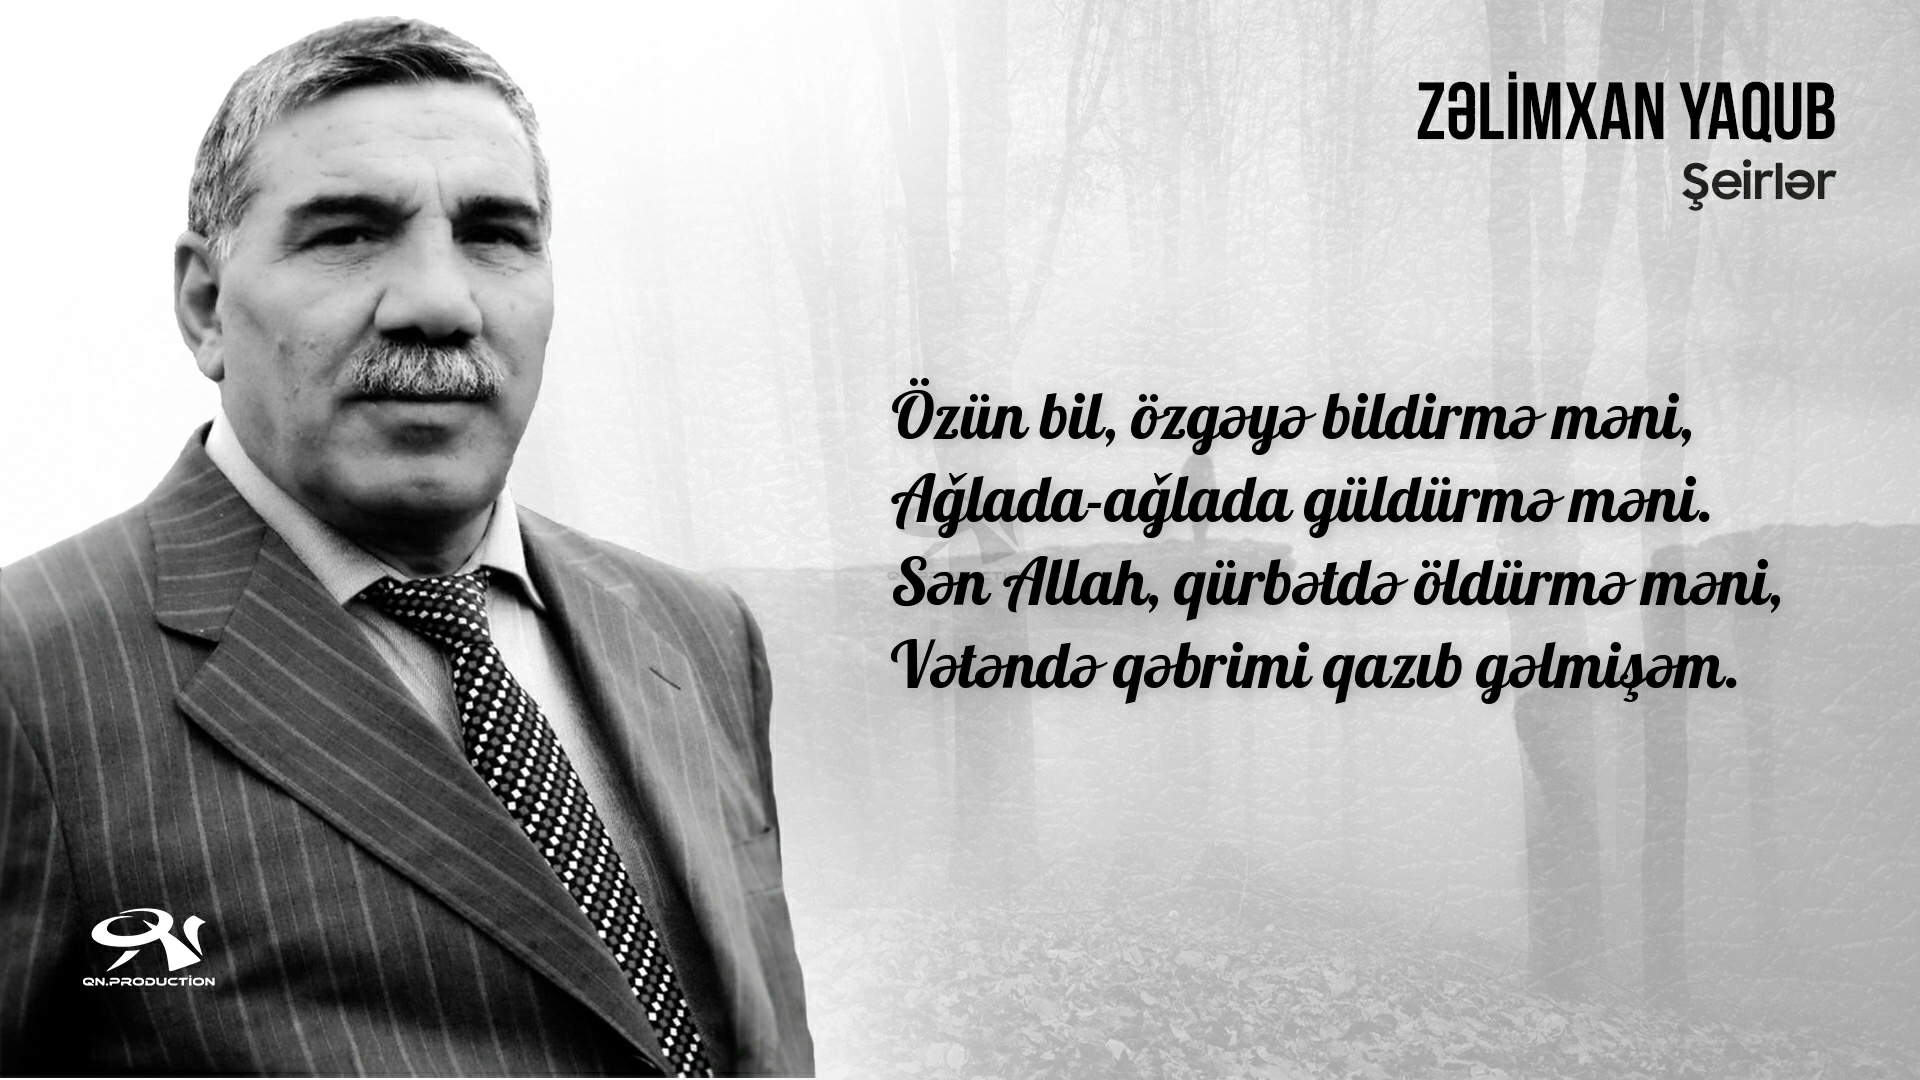 ZƏLİMXAN YAQUB
Şeirlər
Özün bil, özgəyə bildirmə məni,
Ağlada-ağlada güldürmə məni.
Sən Allah, qürbətdə öldürmə məni,
Vətəndə qəbrimi qazıb gəlmişəm.
QN.PRODUCTİON